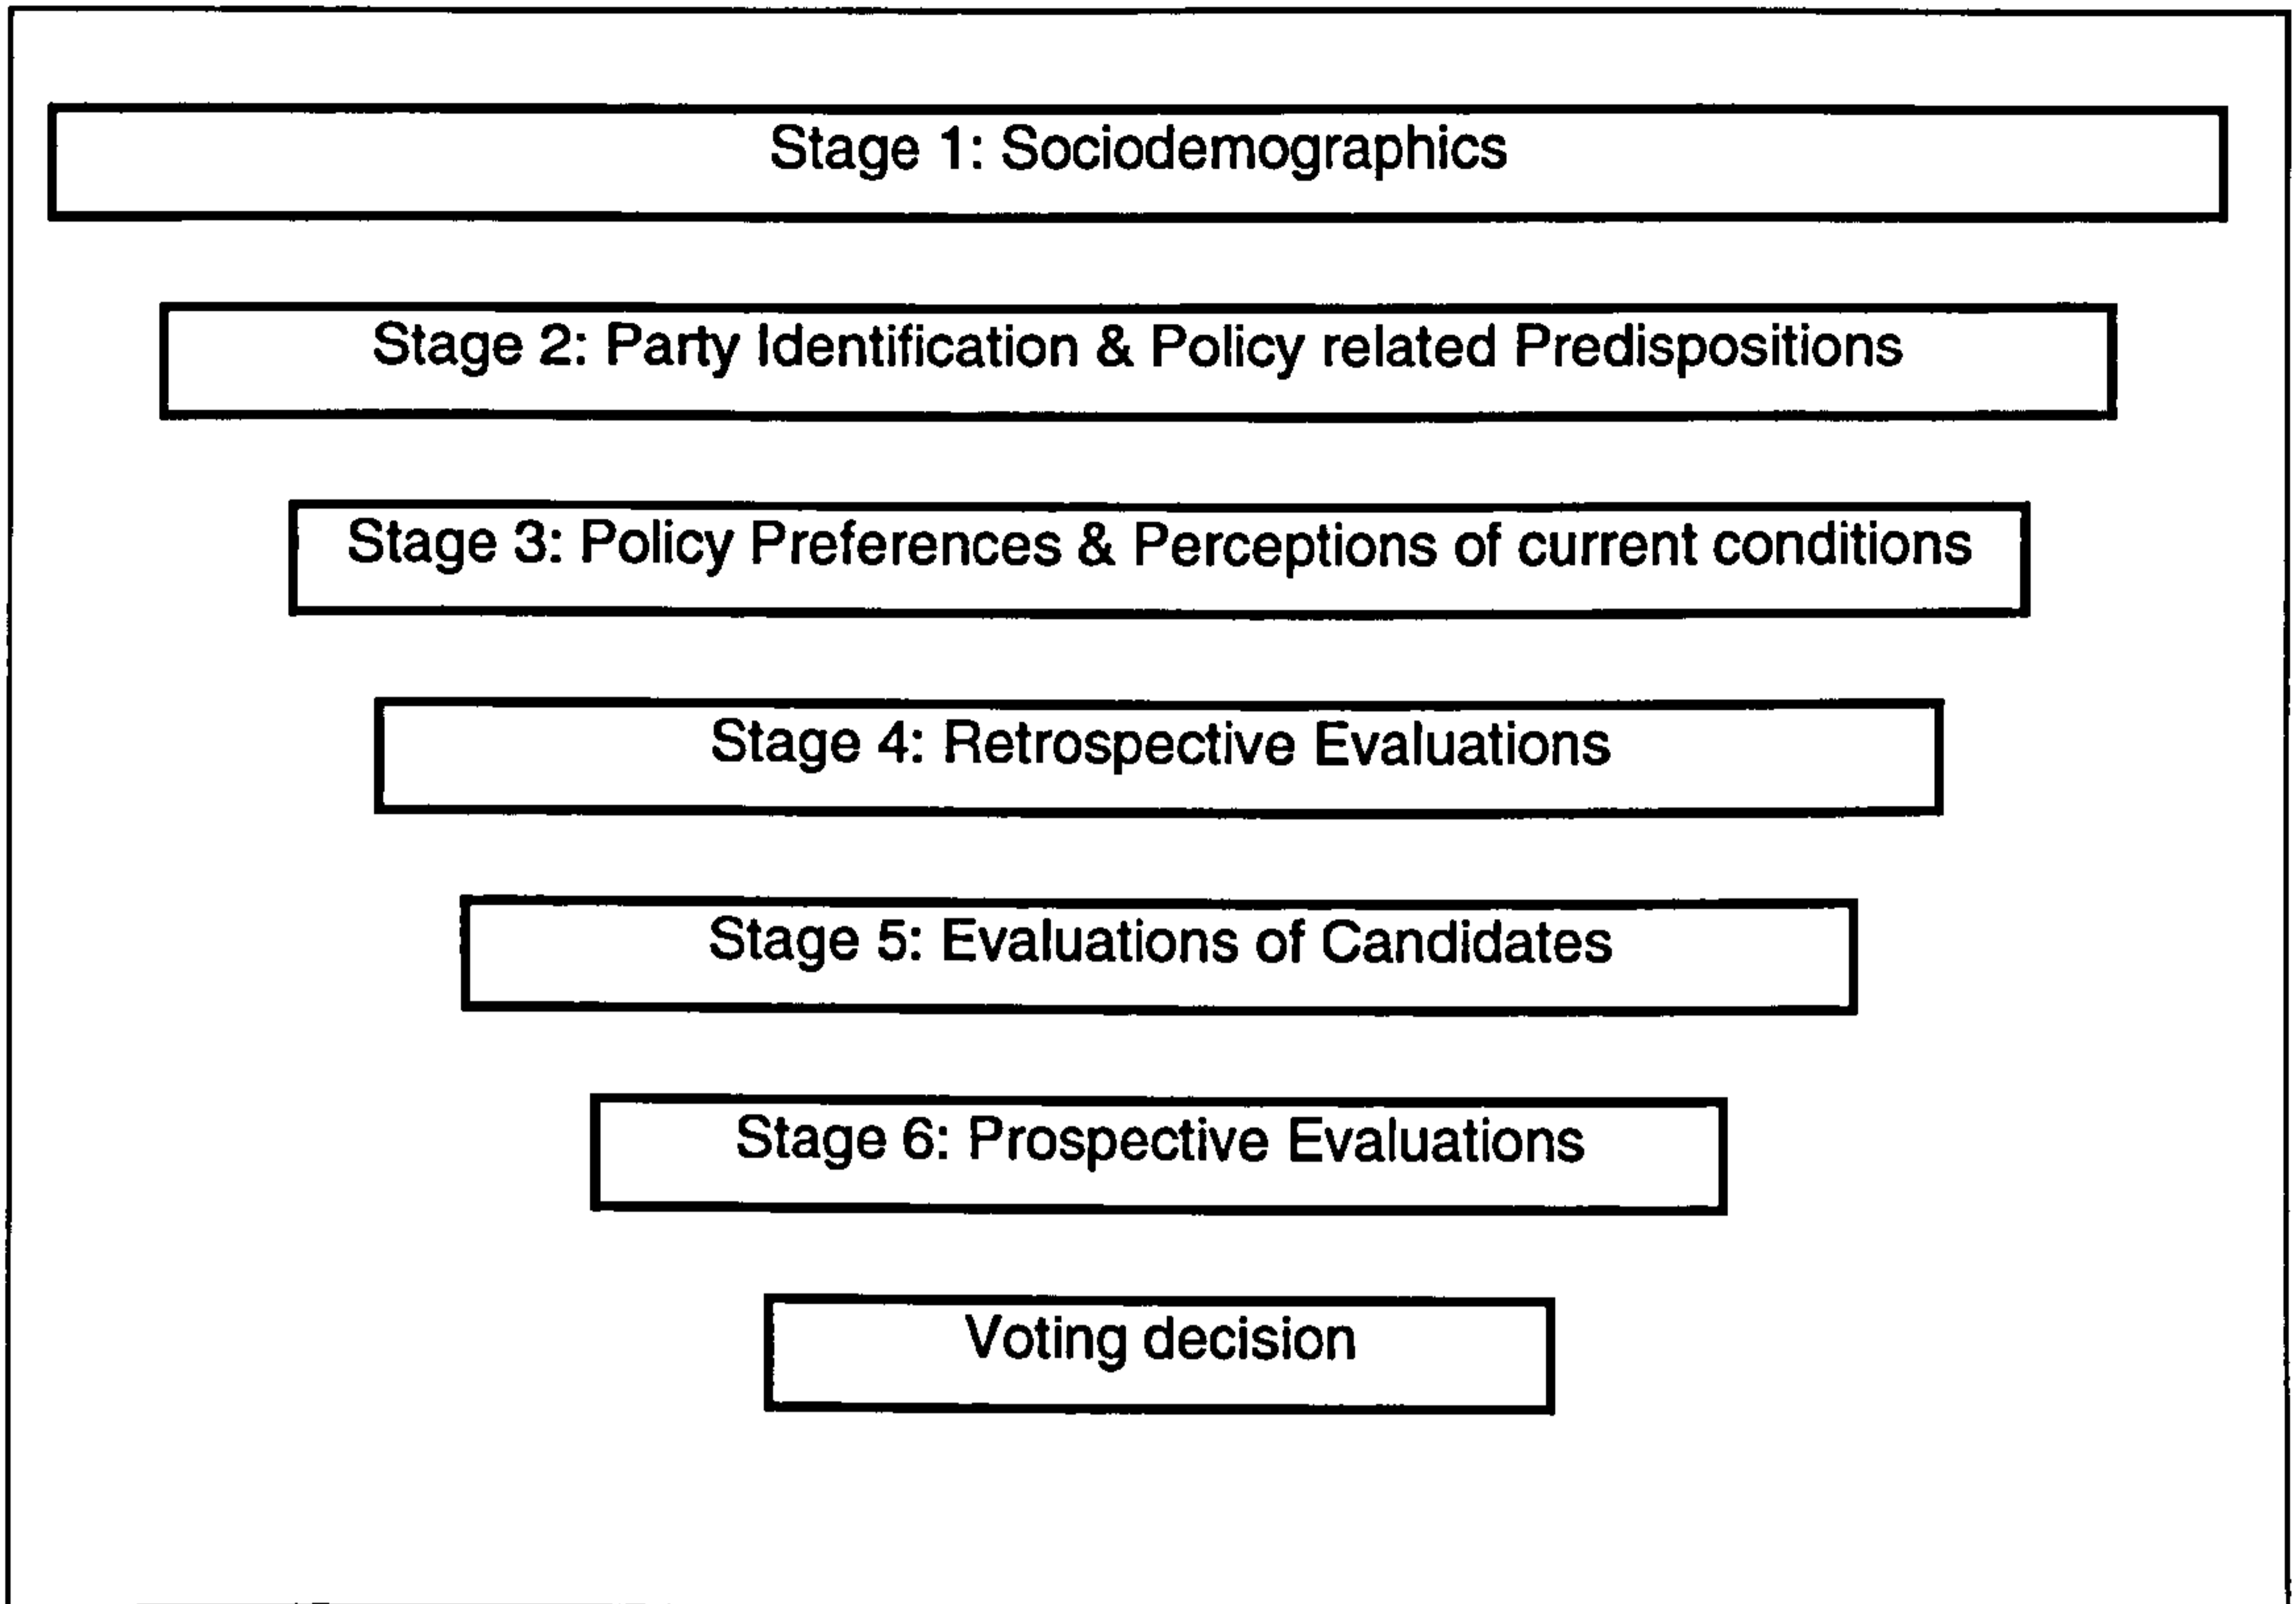 Stage 1: Sociodemographics
Stage 2: Party Identification & Policy related Predispositions
Stage 3: Policy Preferences & Perceptions of current conditions
Stage 4: Retrospective Evaluations
Stage 5: Evaluations of Candidates
Stage 6: Prospective Evaluations
Voting decision